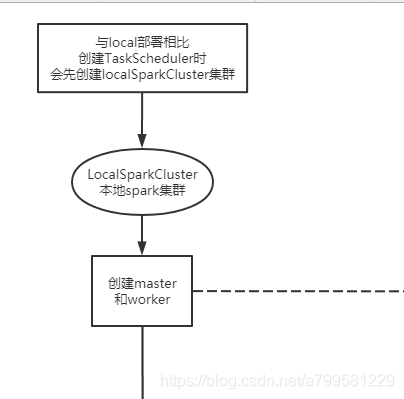 与local部署相比
创建TaskScheduler时
会先创建localSparkCluster集群
LocalSparkCluster
本地spark集群
创建master
和worker
https://blog.csdn.net/a799581229